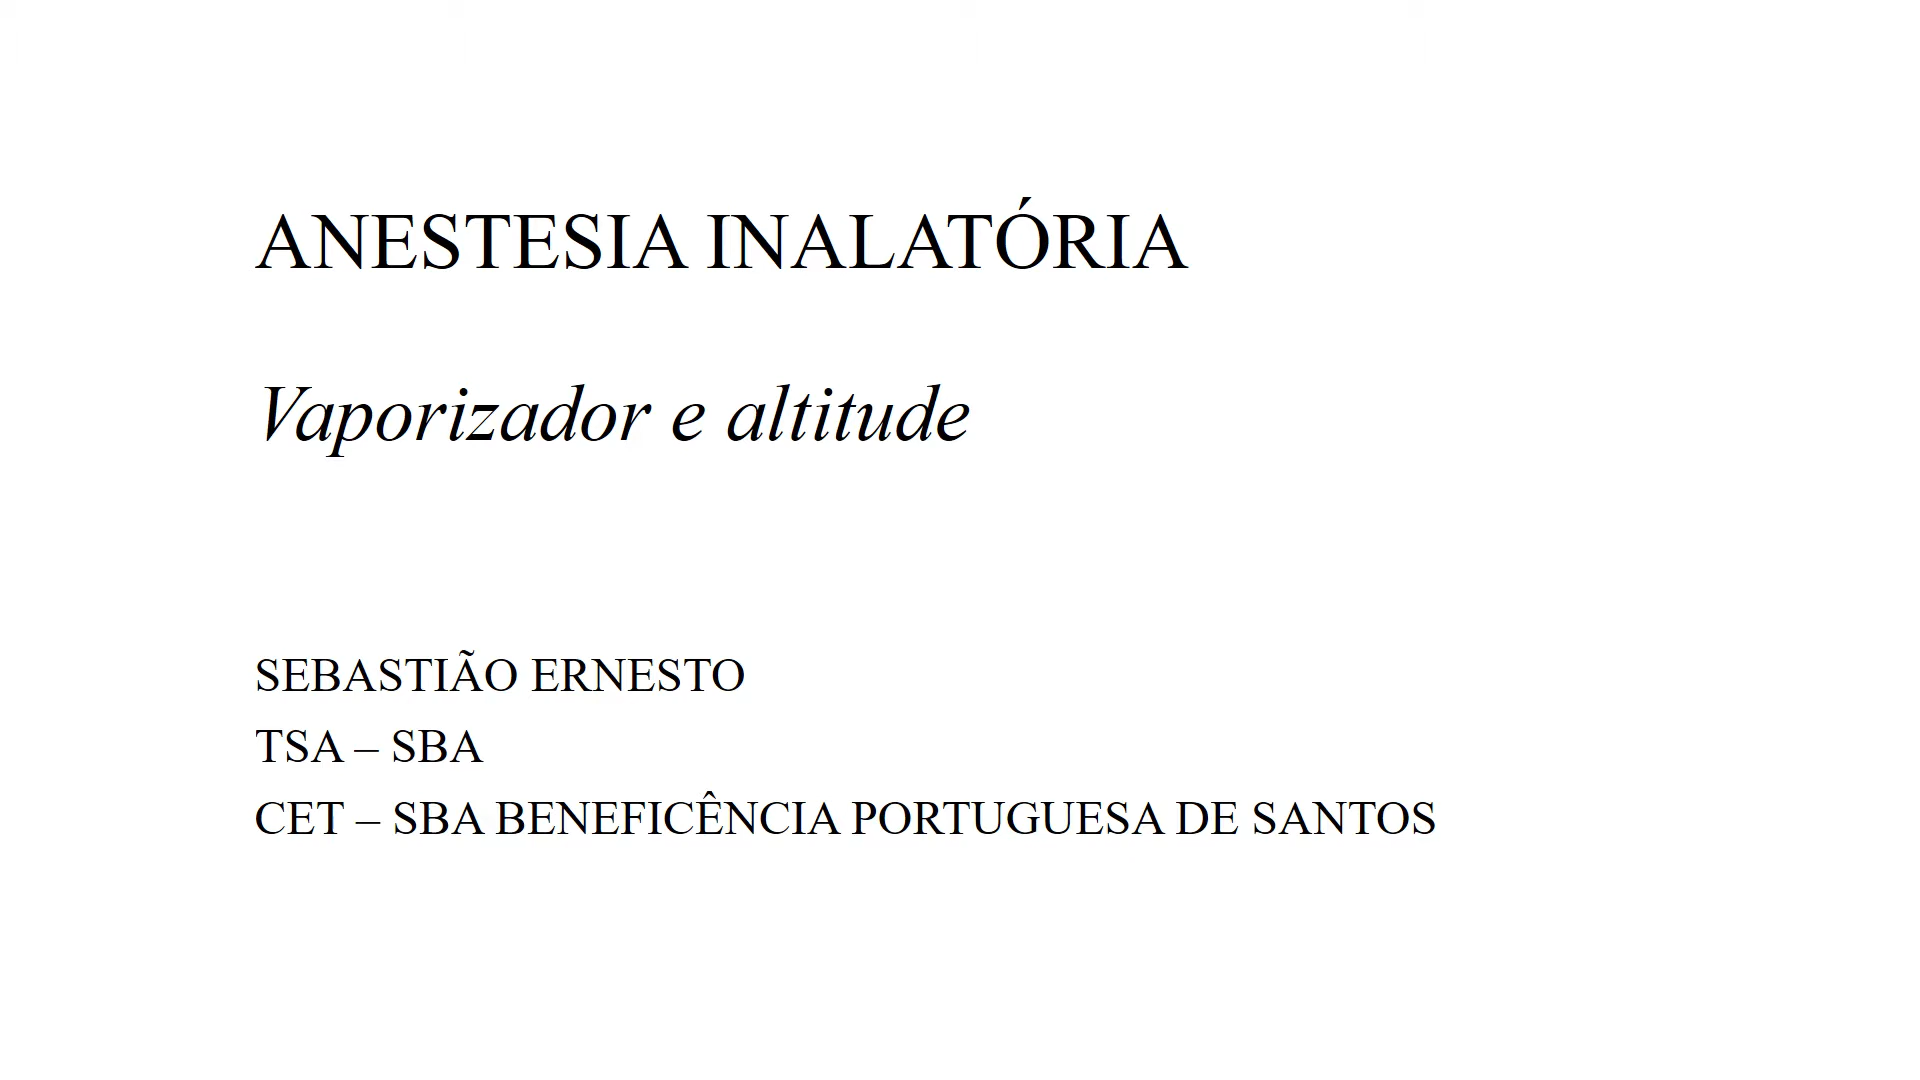 ANESTESIA INALATÓRIA
Vaporizador e altitude
SEBASTIÃO ERNESTO
TSA – SBA
CET – SBA BENEFICÊNCIA PORTUGUESA DE SANTOS